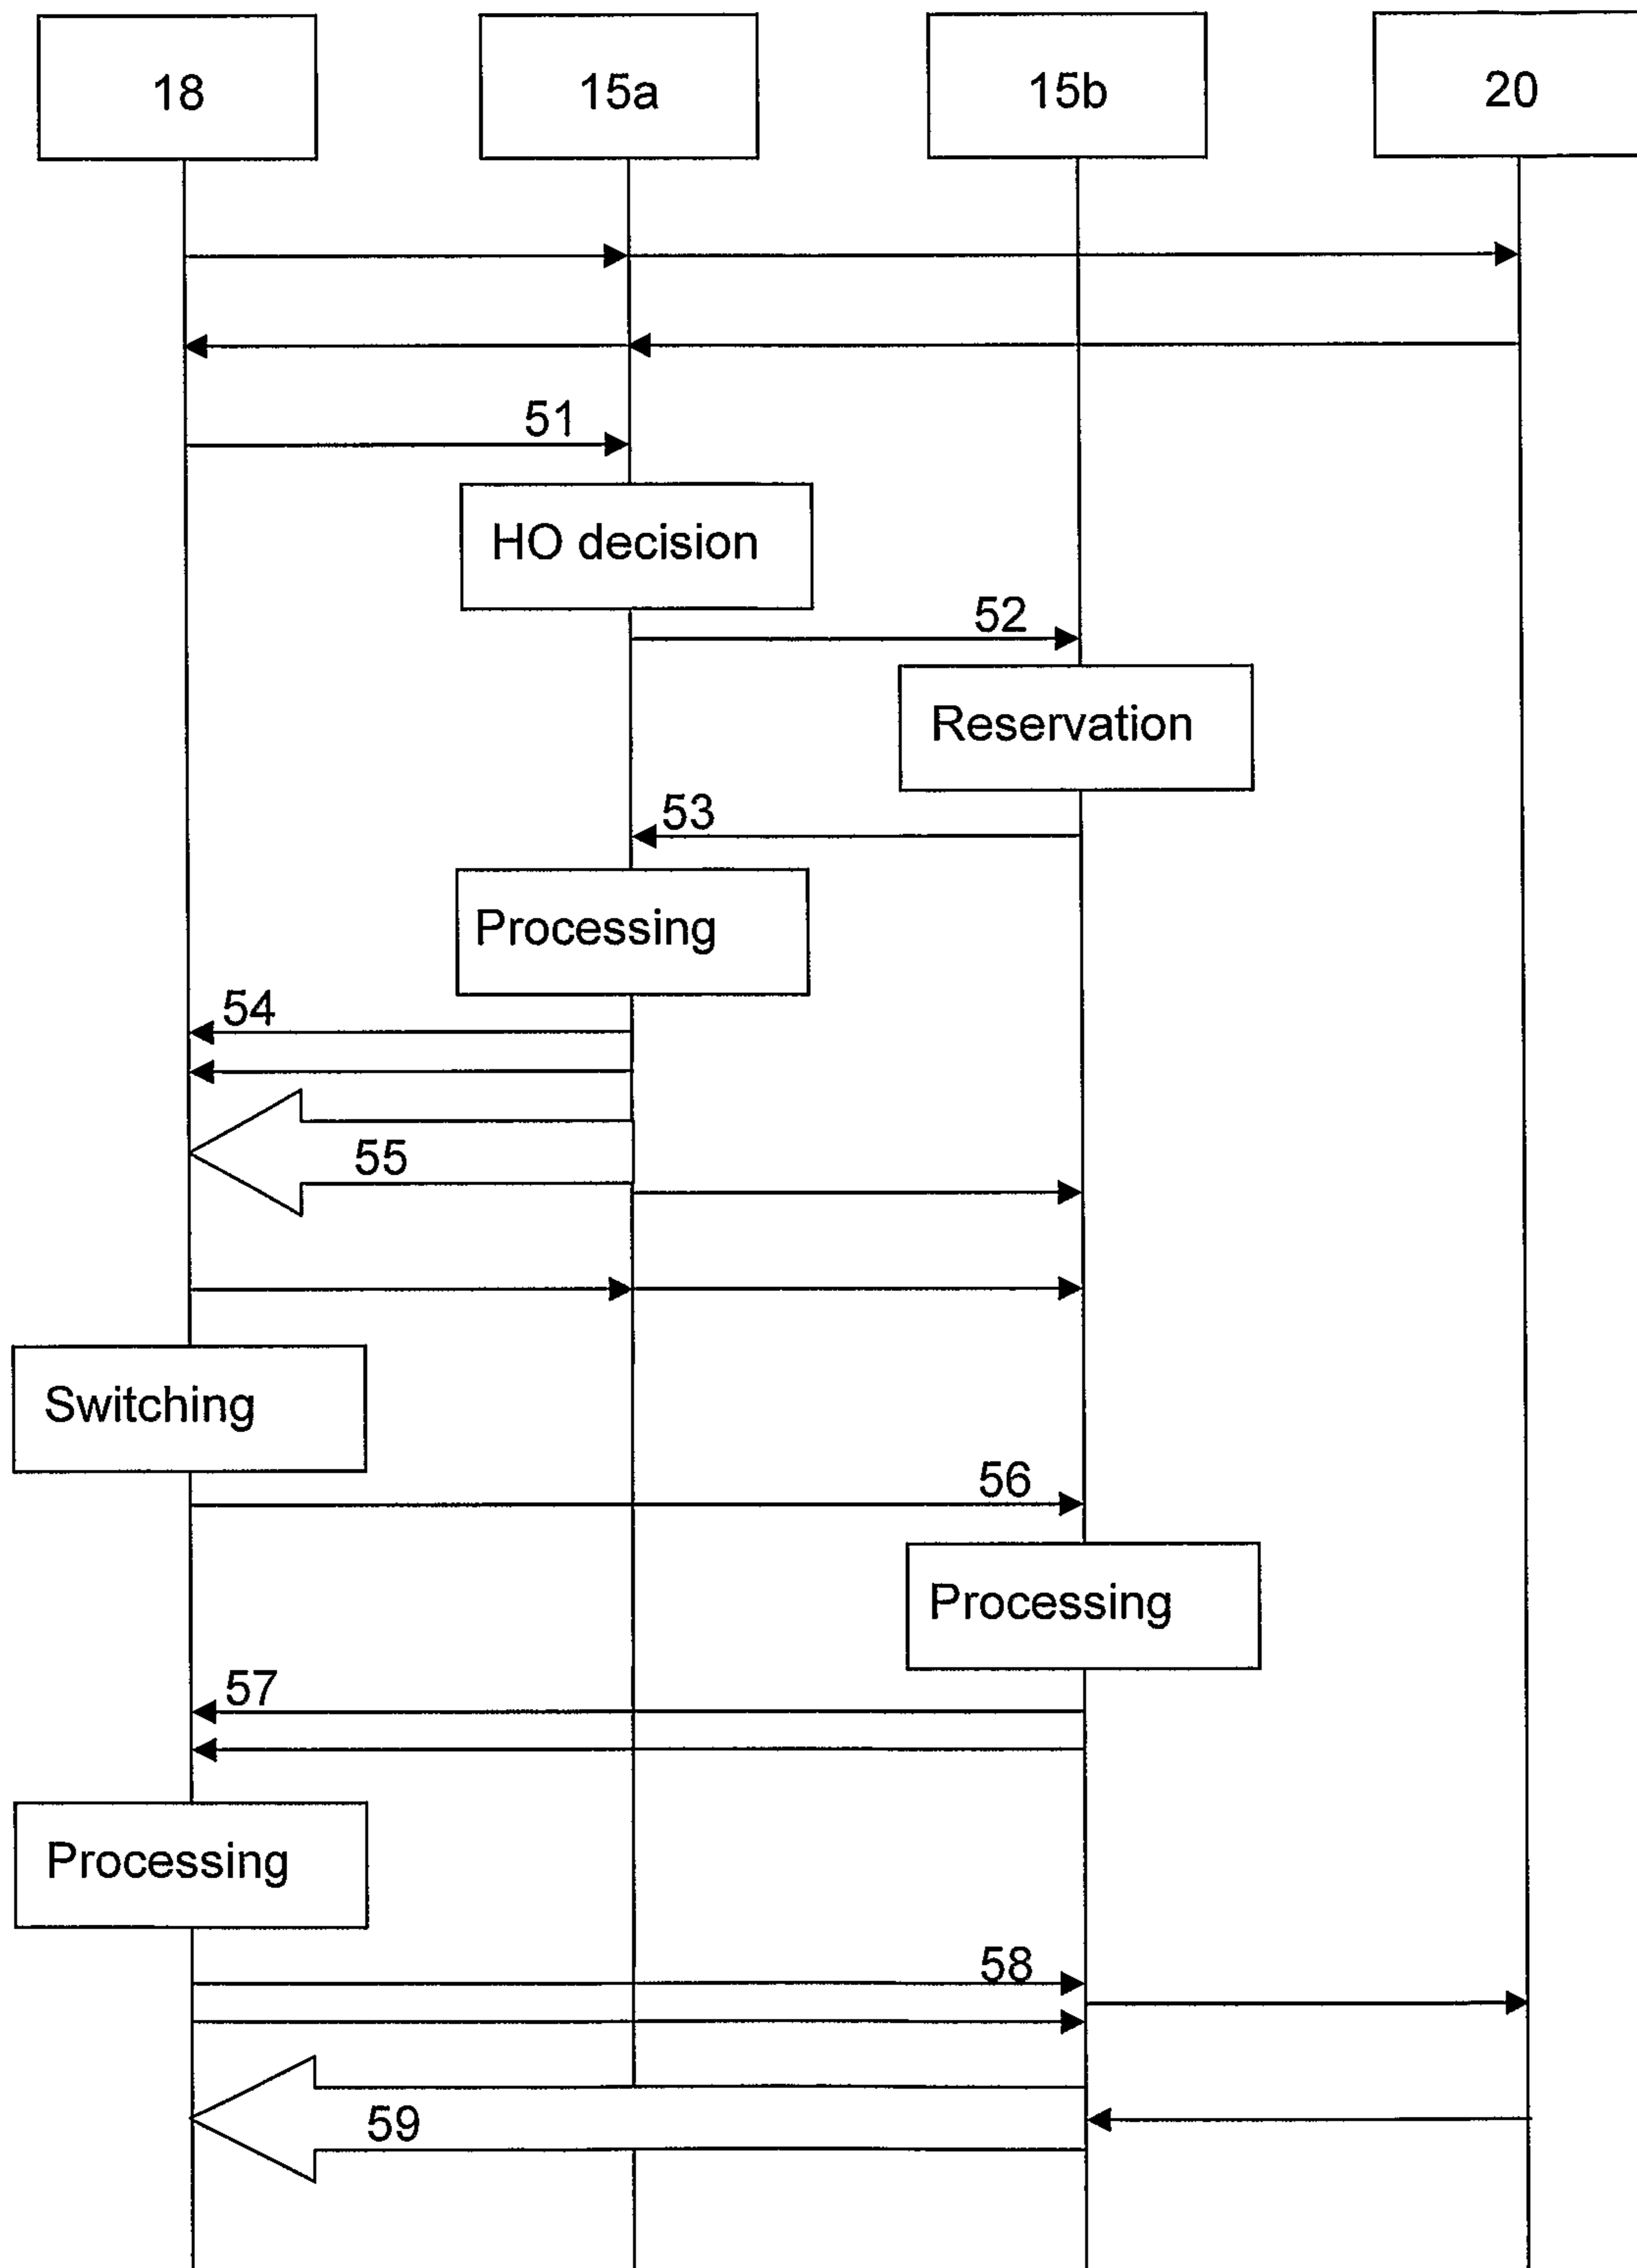 18
15a
15b
20
51
HO decision
52
Reservation
53
Processing
54
55
Switching
56
Processing
57
Processing
58
59